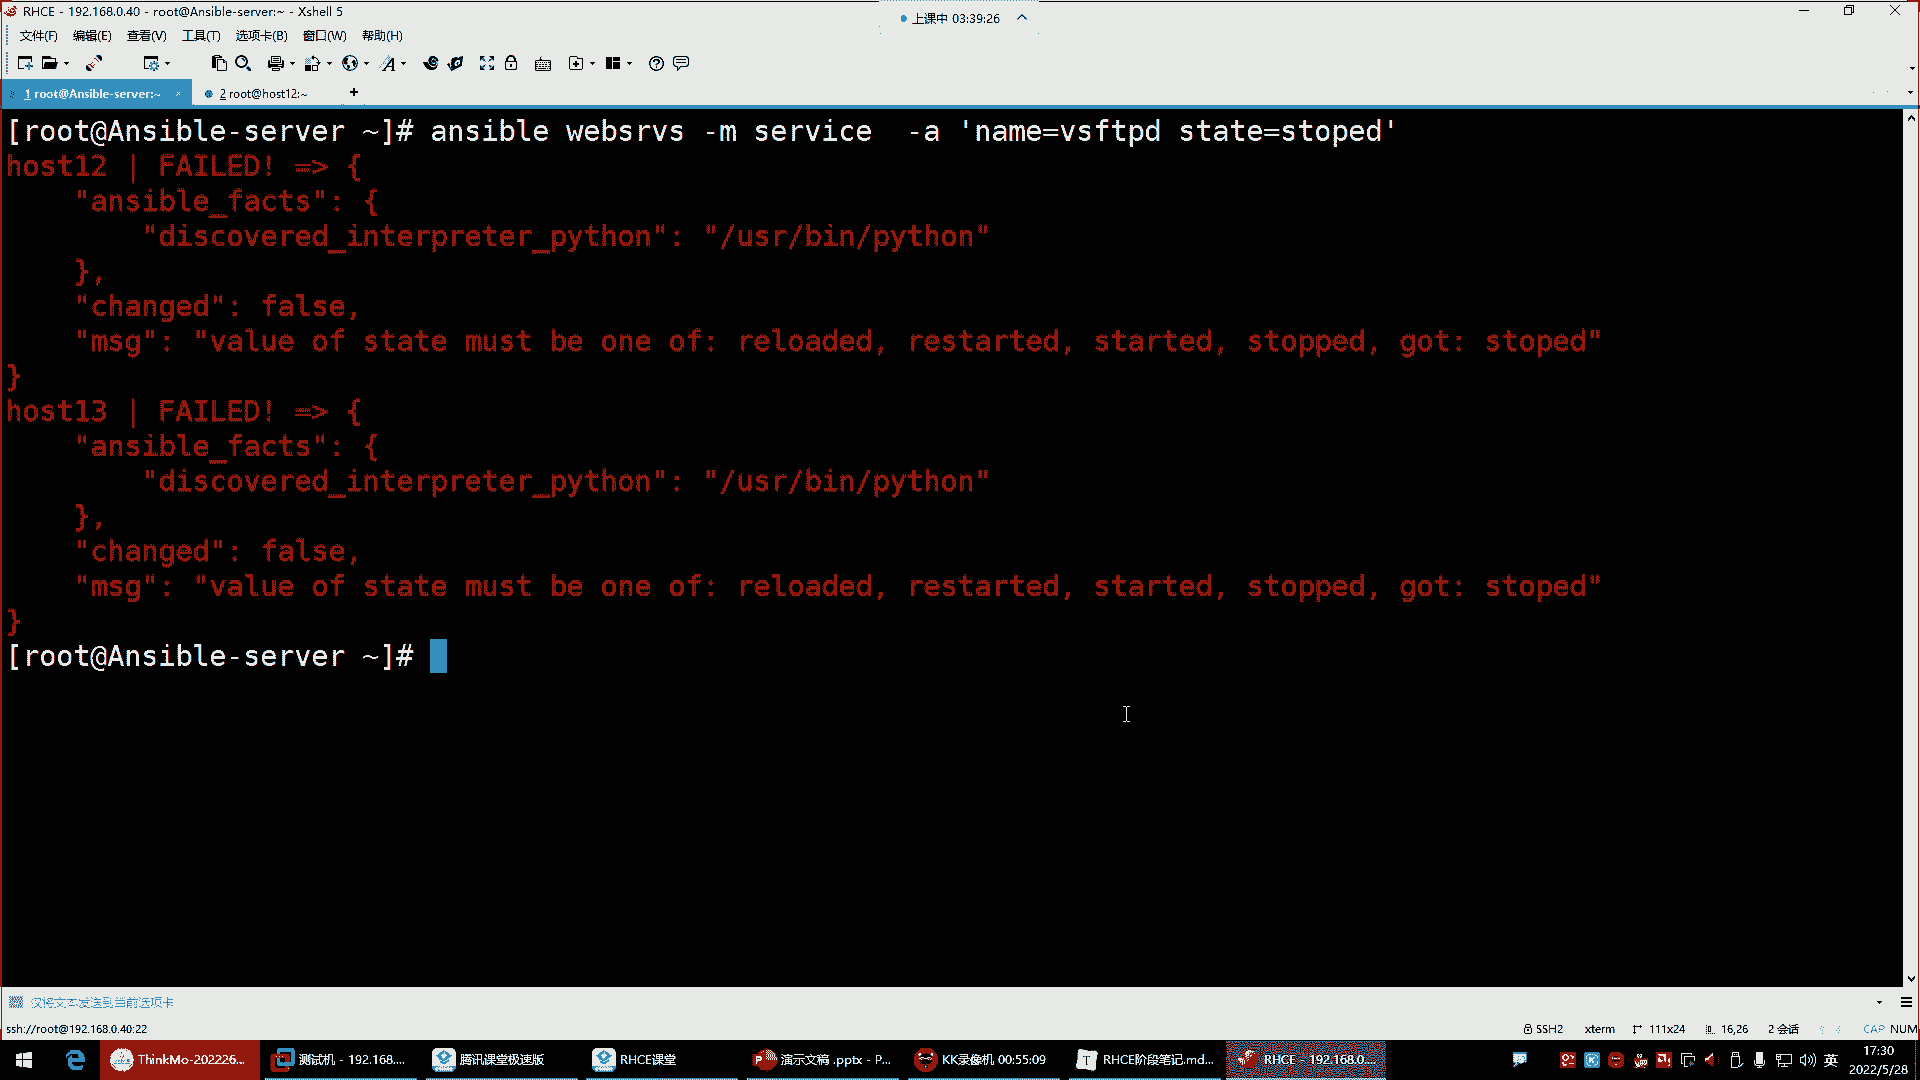 RHCE - 192.168.0.40 - root@Ansible-server:~ - Xshell 5
上课中 03:39:26
文件(F) 编辑(E) 查看(V) 工具(T) 选项卡(B) 窗口(W) 帮助(H)
1 root@Ansible-server:~ × 2 root@host12:~ +
[root@Ansible-server ~]# ansible websrvs -m service  -a 'name=vsftpd state=stoped'
host12 | FAILED! => {
    "ansible_facts": {
        "discovered_interpreter_python": "/usr/bin/python"
    },
    "changed": false,
    "msg": "value of state must be one of: reloaded, restarted, started, stopped, got: stoped"
}
host13 | FAILED! => {
    "ansible_facts": {
        "discovered_interpreter_python": "/usr/bin/python"
    },
    "changed": false,
    "msg": "value of state must be one of: reloaded, restarted, started, stopped, got: stoped"
}
[root@Ansible-server ~]#
仅将文本发送到当前选项卡
ssh://root@192.168.0.40:22 SSH2 xterm 111x24 16,26 2 会话 CAP NUM
ThinkMo-202226... 测试机 - 192.168.... 腾讯课堂极速版 RHCE课堂 演示文稿 .pptx - P... KK录像机 00:55:09 RHCE阶段笔记.md... RHCE - 192.168.0.... 英 17:30
2022/5/28